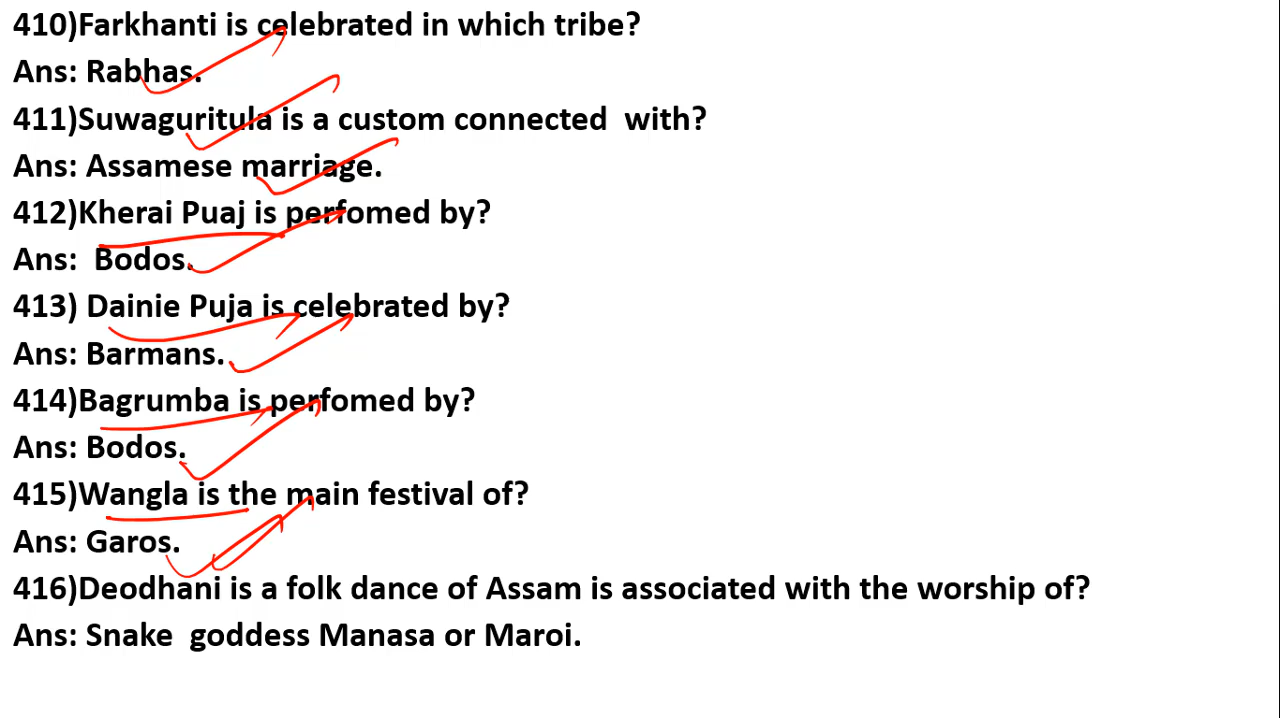 410)Farkhanti is celebrated in which tribe?
Ans: Rabhas.
411)Suwaguritula is a custom connected  with?
Ans: Assamese marriage.
412)Kherai Puaj is perfomed by?
Ans:  Bodos.
413) Dainie Puja is celebrated by?
Ans: Barmans.
414)Bagrumba is perfomed by?
Ans: Bodos.
415)Wangla is the main festival of?
Ans: Garos.
416)Deodhani is a folk dance of Assam is associated with the worship of?
Ans: Snake  goddess Manasa or Maroi.